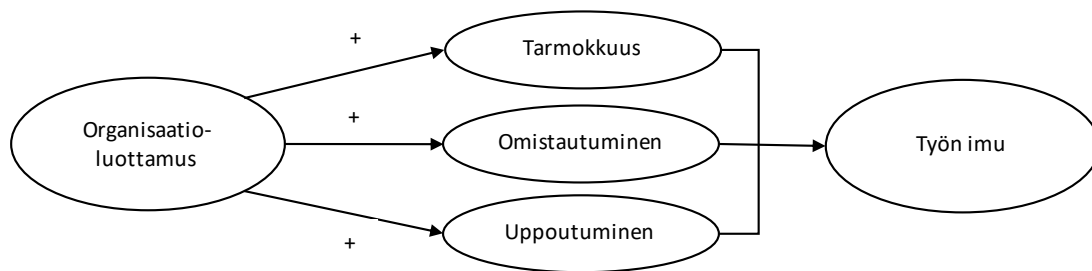 +
Tarmokkuus
Organisaatio-
luottamus
+
Omistautuminen
Työn imu
+
Uppoutuminen